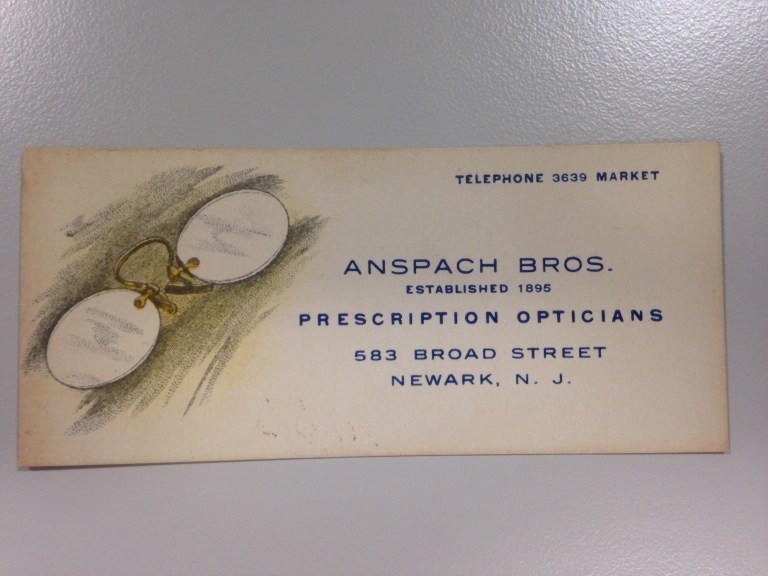 TELEPHONE 3639 MARKET
ANSPACH BROS.
ESTABLISHED 1895
PRESCRIPTION OPTICIANS
583 BROAD STREET
NEWARK, N. J.